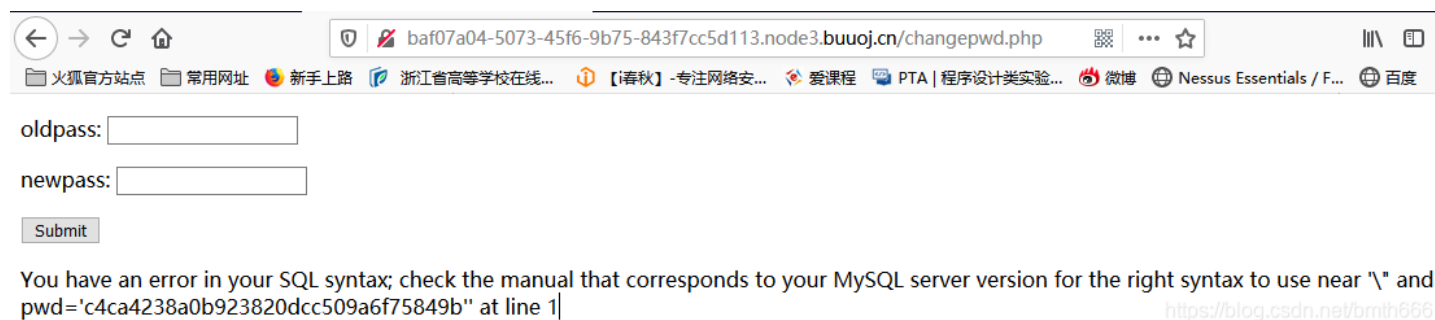 baf07a04-5073-45f6-9b75-843f7cc5d113.node3.buuoj.cn/changepwd.php
火狐官方站点 常用网址 新手上路 浙江省高等学校在线... 【i春秋】-专注网络安... 爱课程 PTA | 程序设计类实验... 微博 Nessus Essentials / F... 百度
oldpass:
newpass:
Submit
You have an error in your SQL syntax; check the manual that corresponds to your MySQL server version for the right syntax to use near '\" and
pwd='c4ca4238a0b923820dcc509a6f75849b'' at line 1
https://blog.csdn.net/bmth666